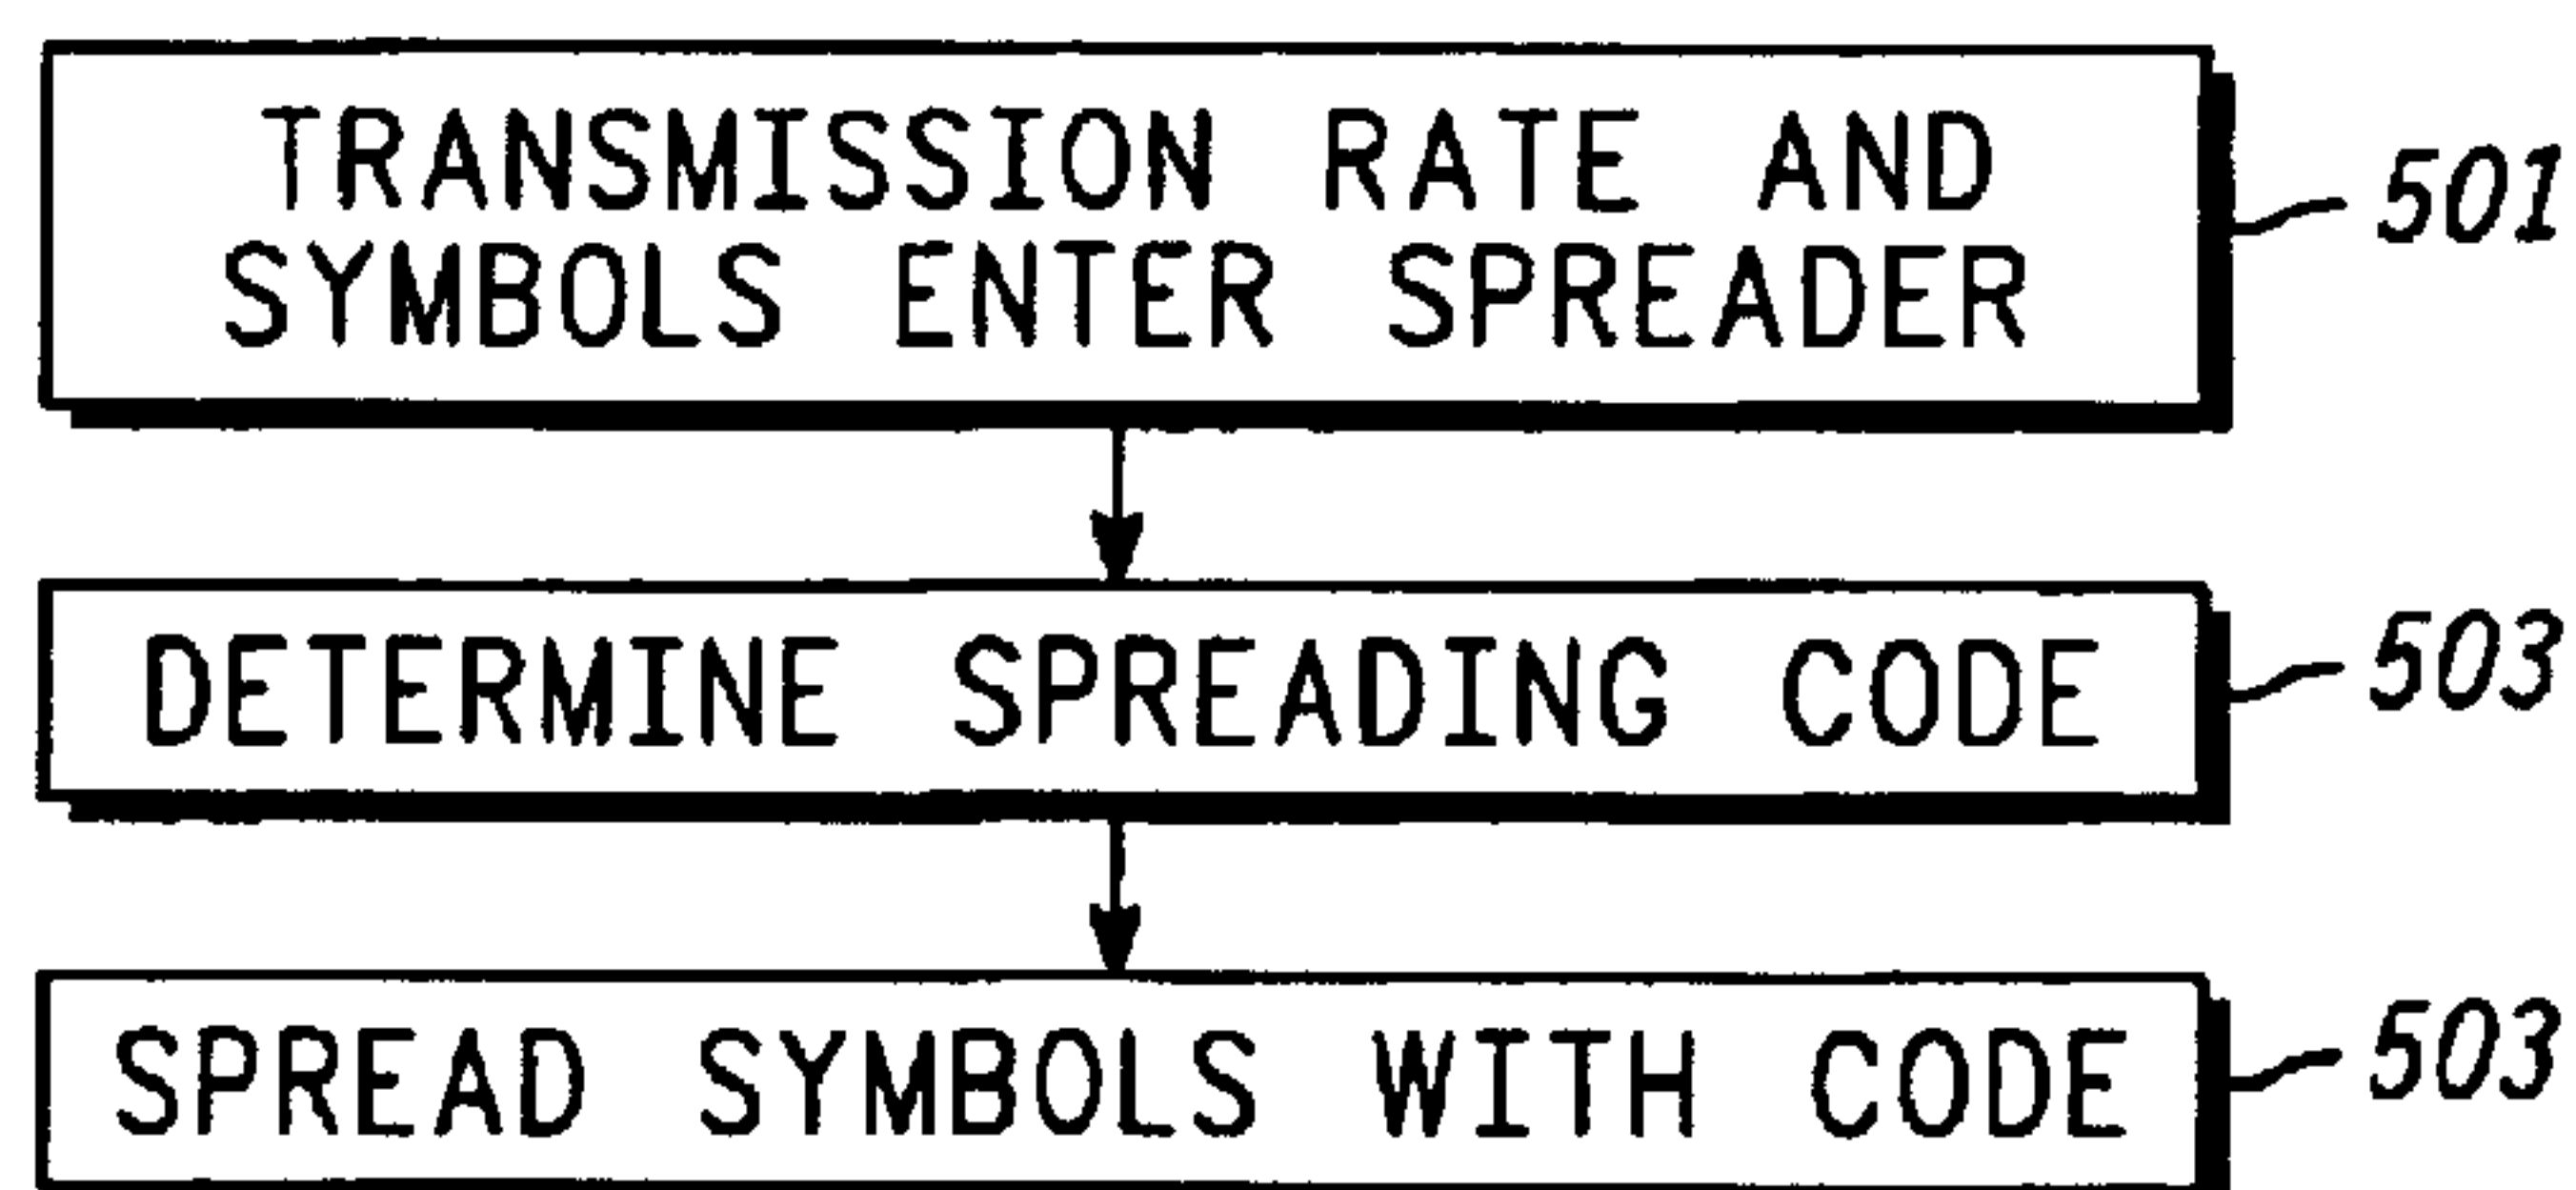 TRANSMISSION RATE AND
SYMBOLS ENTER SPREADER
501
DETERMINE SPREADING CODE
503
SPREAD SYMBOLS WITH CODE
503